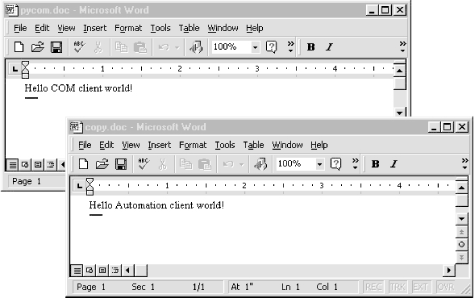 pycom.doc - Microsoft Word
File Edit View Insert Format Tools Table Window Help
ABC 100% B I
1 2 3 4
Hello COM client world!
Page 1
copy.doc - Microsoft Word
File Edit View Insert Format Tools Table Window Help
ABC 100% B I
1 2 3 4
Hello Automation client world!
Page 1 Sec 1 1/1 At 1" Ln 1 Col 1 REC TRK EXT OVR